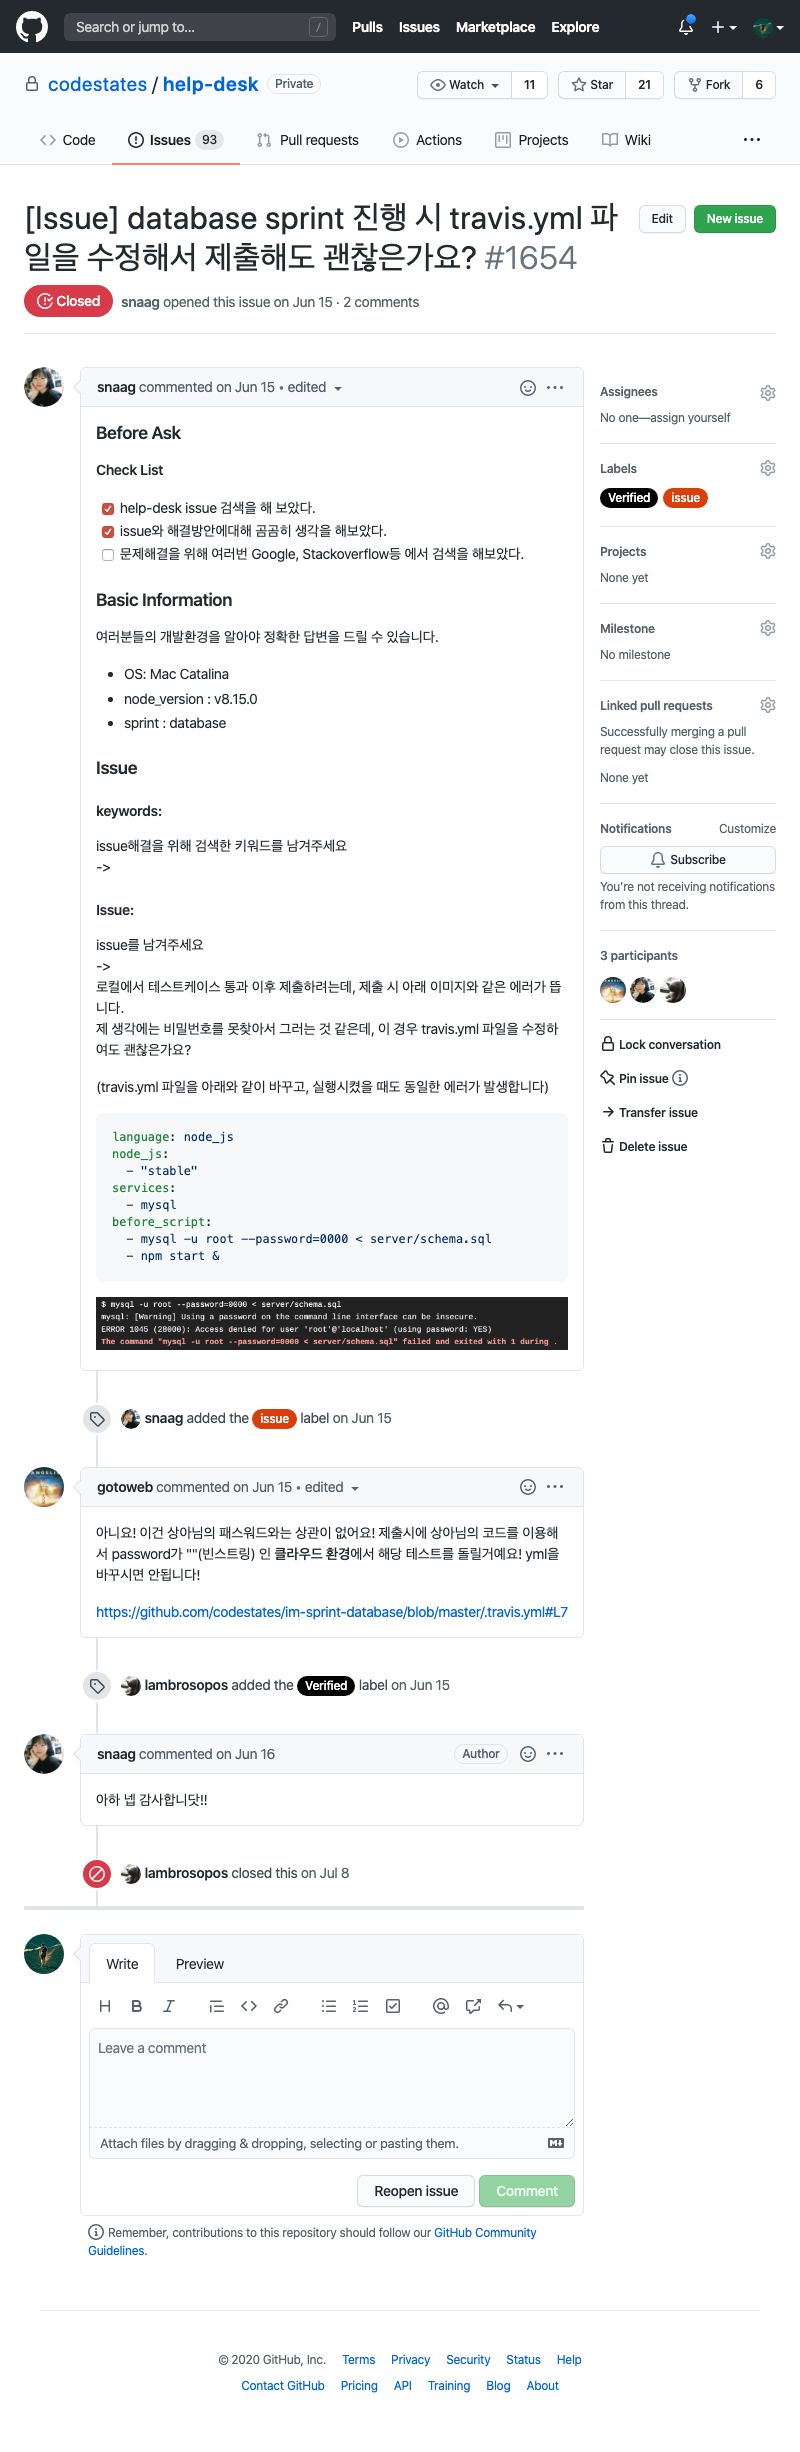 Search or jump to... /
Pulls Issues Marketplace Explore
codestates / help-desk Private
Watch 11 Star 21 Fork 6
Code Issues 93 Pull requests Actions Projects Wiki ...
[Issue] database sprint 진행 시 travis.yml 파
일을 수정해서 제출해도 괜찮은가요? #1654
Edit New issue
Closed snaag opened this issue on Jun 15 · 2 comments
snaag commented on Jun 15 • edited
Before Ask
Check List
help-desk issue 검색을 해 보았다.
issue와 해결방안에대해 곰곰히 생각을 해보았다.
문제해결을 위해 여러번 Google, Stackoverflow등 에서 검색을 해보았다.
Basic Information
여러분들의 개발환경을 알아야 정확한 답변을 드릴 수 있습니다.
• OS: Mac Catalina
• node_version : v8.15.0
• sprint : database
Issue
keywords:
issue해결을 위해 검색한 키워드를 남겨주세요
->
Issue:
issue를 남겨주세요
->
로컬에서 테스트케이스 통과 이후 제출하려는데, 제출 시 아래 이미지와 같은 에러가 뜹
니다.
제 생각에는 비밀번호를 못찾아서 그러는 것 같은데, 이 경우 travis.yml 파일을 수정하
여도 괜찮은가요?
(travis.yml 파일을 아래와 같이 바꾸고, 실행시켰을 때도 동일한 에러가 발생합니다)
language: node_js
node_js:
  - "stable"
services:
  - mysql
before_script:
  - mysql -u root --password=0000 < server/schema.sql
  - npm start &
$ mysql -u root --password=0000 < server/schema.sql
mysql: [Warning] Using a password on the command line interface can be insecure.
ERROR 1045 (28000): Access denied for user 'root'@'localhost' (using password: YES)
The command "mysql -u root --password=0000 < server/schema.sql" failed and exited with 1 during .
snaag added the issue label on Jun 15
gotoweb commented on Jun 15 • edited
아니요! 이건 상아님의 패스워드와는 상관이 없어요! 제출시에 상아님의 코드를 이용해
서 password가 ""(빈스트링) 인 클라우드 환경에서 해당 테스트를 돌릴거예요! yml을
바꾸시면 안됩니다!
https://github.com/codestates/im-sprint-database/blob/master/.travis.yml#L7
lambrosopos added the Verified label on Jun 15
snaag commented on Jun 16 Author
아하 넵 감사합니닷!!
lambrosopos closed this on Jul 8
Assignees
No one—assign yourself
Labels
Verified issue
Projects
None yet
Milestone
No milestone
Linked pull requests
Successfully merging a pull
request may close this issue.
None yet
Notifications Customize
Subscribe
You're not receiving notifications
from this thread.
3 participants
Lock conversation
Pin issue
Transfer issue
Delete issue
Write Preview
Leave a comment
Attach files by dragging & dropping, selecting or pasting them.
Reopen issue Comment
Remember, contributions to this repository should follow our GitHub Community
Guidelines.
© 2020 GitHub, Inc. Terms Privacy Security Status Help
Contact GitHub Pricing API Training Blog About